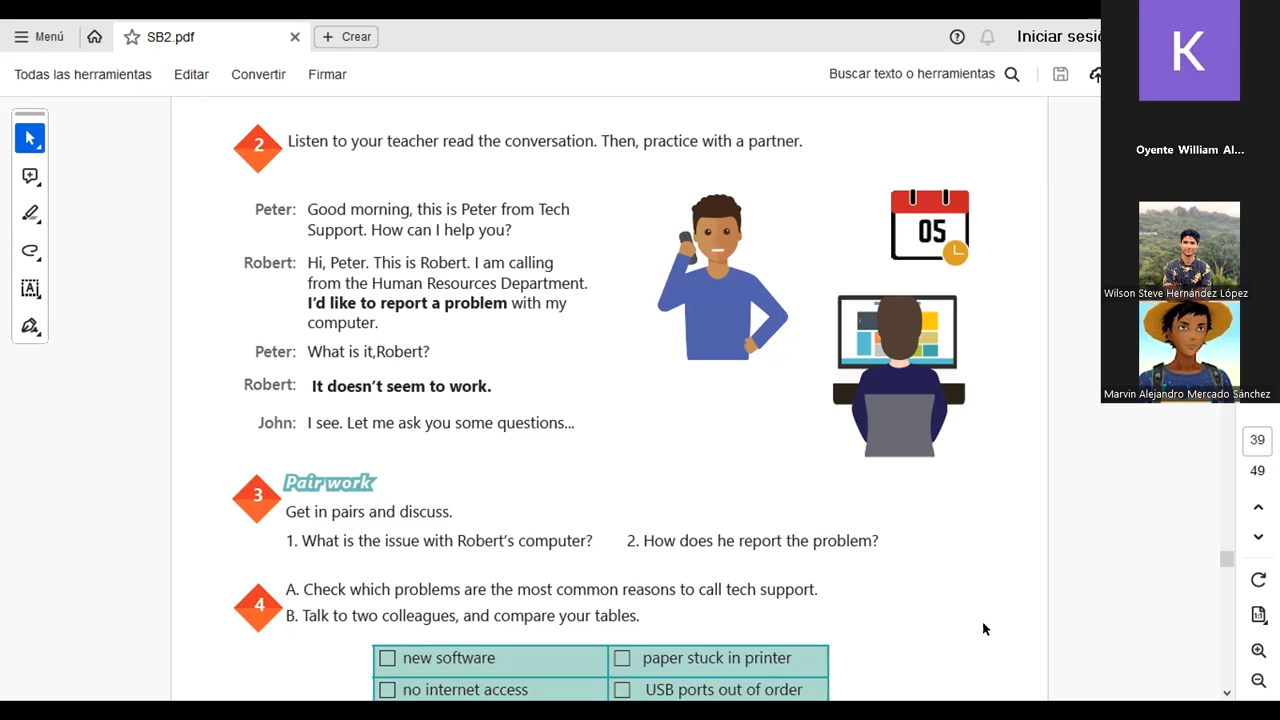 Menú
SB2.pdf
Crear
Iniciar sesi
Todas las herramientas
Editar
Convertir
Firmar
Buscar texto o herramientas
2
Listen to your teacher read the conversation. Then, practice with a partner.
Peter: Good morning, this is Peter from Tech
Support. How can I help you?
Robert: Hi, Peter. This is Robert. I am calling
from the Human Resources Department.
I'd like to report a problem with my
computer.
Peter: What is it,Robert?
Robert: It doesn't seem to work.
John: I see. Let me ask you some questions...
05
3
Pair work
Get in pairs and discuss.
1. What is the issue with Robert's computer?
2. How does he report the problem?
4
A. Check which problems are the most common reasons to call tech support.
B. Talk to two colleagues, and compare your tables.
new software
paper stuck in printer
no internet access
USB ports out of order
K
Oyente William Al...
Wilson Steve Hernández López
Marvin Alejandro Mercado Sánchez
39
49
1:1